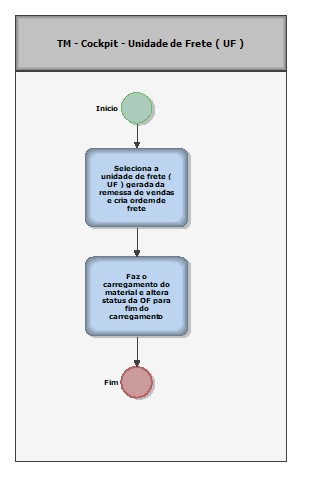 TM - Cockpit - Unidade de Frete ( UF )
Início
Seleciona a
unidade de frete (
UF ) gerada da
remessa de vendas
e cria ordem de
frete
Faz o
carregamento do
material e altera
status da OF para
fim do
carregamento
Fim